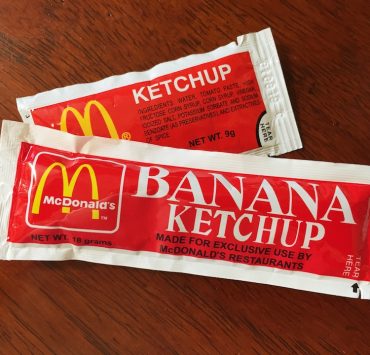 KETCHUP
INGREDIENTS: WATER, TOMATO PASTE, HIGH
FRUCTOSE CORN SYRUP, CORN SYRUP, VINEGAR,
IODIZED SALT, POTASSIUM SORBATE AND SODIUM
BENZOATE (AS PRESERVATIVES) AND EXTRACTIVES
OF SPICE
NET WT. 9g
TEAR
HERE
M®
BANANA
KETCHUP
McDonald's
™
NET WT. 18 grams
MADE FOR EXCLUSIVE USE BY
McDONALD'S RESTAURANTS
TEAR
HERE